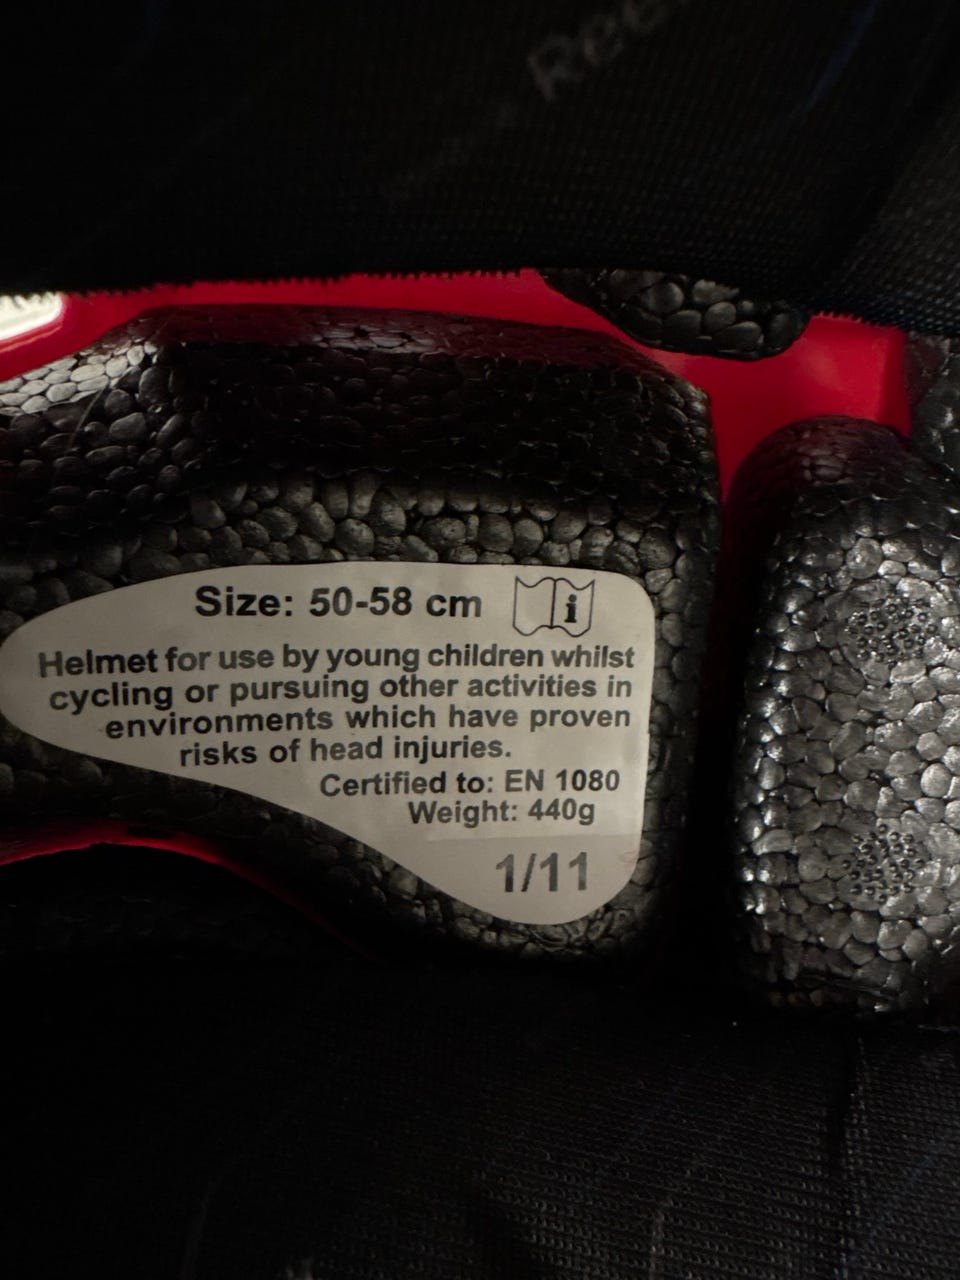 Size: 50-58 cm
i
Helmet for use by young children whilst
cycling or pursuing other activities in
environments which have proven
risks of head injuries.
Certified to: EN 1080
Weight: 440g
1/11